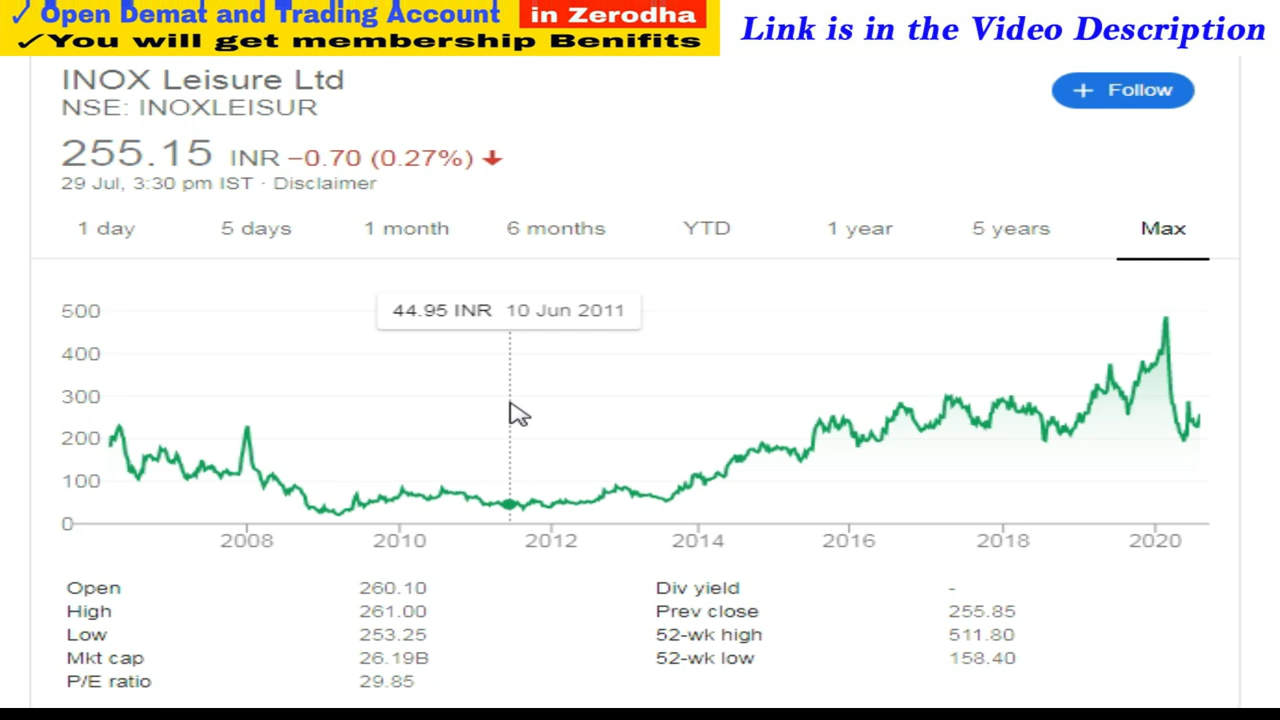 ✓ Open Demat and Trading Account in Zerodha
✓You will get membership Benifits
Link is in the Video Description
INOX Leisure Ltd
NSE: INOXLEISUR
+ Follow
255.15 INR −0.70 (0.27%) ↓
29 Jul, 3:30 pm IST · Disclaimer
1 day 5 days 1 month 6 months YTD 1 year 5 years Max
44.95 INR 10 Jun 2011
500
400
300
200
100
0
2008 2010 2012 2014 2016 2018 2020
Open 260.10 Div yield -
High 261.00 Prev close 255.85
Low 253.25 52-wk high 511.80
Mkt cap 26.19B 52-wk low 158.40
P/E ratio 29.85